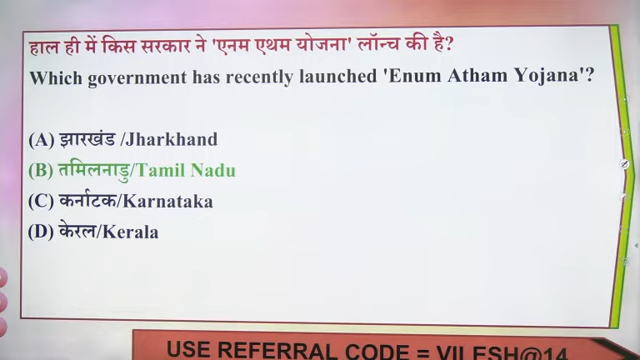 हाल ही में किस सरकार ने 'एनम एथम योजना' लॉन्च की है?
Which government has recently launched 'Enum Atham Yojana'?
(A) झारखंड /Jharkhand
(B) तमिलनाडु/Tamil Nadu
(C) कर्नाटक/Karnataka
(D) केरल/Kerala
USE REFERRAL CODE = VILESH@14